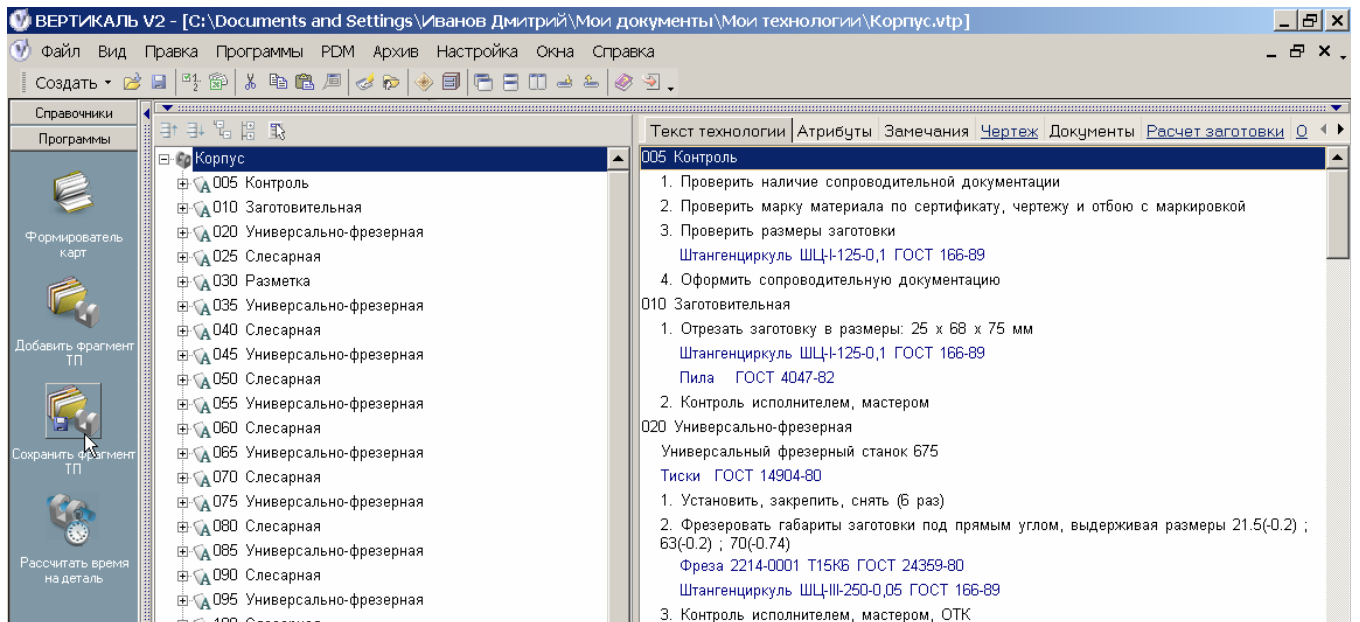 ВЕРТИКАЛЬ V2 - [C:\Documents and Settings\Иванов Дмитрий\Мои документы\Мои технологии\Корпус.vtp]
Файл Вид Правка Программы PDM Архив Настройка Окна Справка
Создать
Справочники
Программы
Формирователь
карт
Добавить фрагмент
ТП
Сохранить фрагмент
ТП
Рассчитать время
на деталь
Корпус
005 Контроль
010 Заготовительная
020 Универсально-фрезерная
025 Слесарная
030 Разметка
035 Универсально-фрезерная
040 Слесарная
045 Универсально-фрезерная
050 Слесарная
055 Универсально-фрезерная
060 Слесарная
065 Универсально-фрезерная
070 Слесарная
075 Универсально-фрезерная
080 Слесарная
085 Универсально-фрезерная
090 Слесарная
095 Универсально-фрезерная
Текст технологии Атрибуты Замечания Чертеж Документы Расчет заготовки О
005 Контроль
1. Проверить наличие сопроводительной документации
2. Проверить марку материала по сертификату, чертежу и отбою с маркировкой
3. Проверить размеры заготовки
Штангенциркуль ШЦ-I-125-0,1 ГОСТ 166-89
4. Оформить сопроводительную документацию
010 Заготовительная
1. Отрезать заготовку в размеры: 25 x 68 x 75 мм
Штангенциркуль ШЦ-I-125-0,1 ГОСТ 166-89
Пила ГОСТ 4047-82
2. Контроль исполнителем, мастером
020 Универсально-фрезерная
Универсальный фрезерный станок 675
Тиски ГОСТ 14904-80
1. Установить, закрепить, снять (6 раз)
2. Фрезеровать габариты заготовки под прямым углом, выдерживая размеры 21.5(-0.2) ;
63(-0.2) ; 70(-0.74)
Фреза 2214-0001 Т15К6 ГОСТ 24359-80
Штангенциркуль ШЦ-III-250-0,05 ГОСТ 166-89
3. Контроль исполнителем, мастером, ОТК